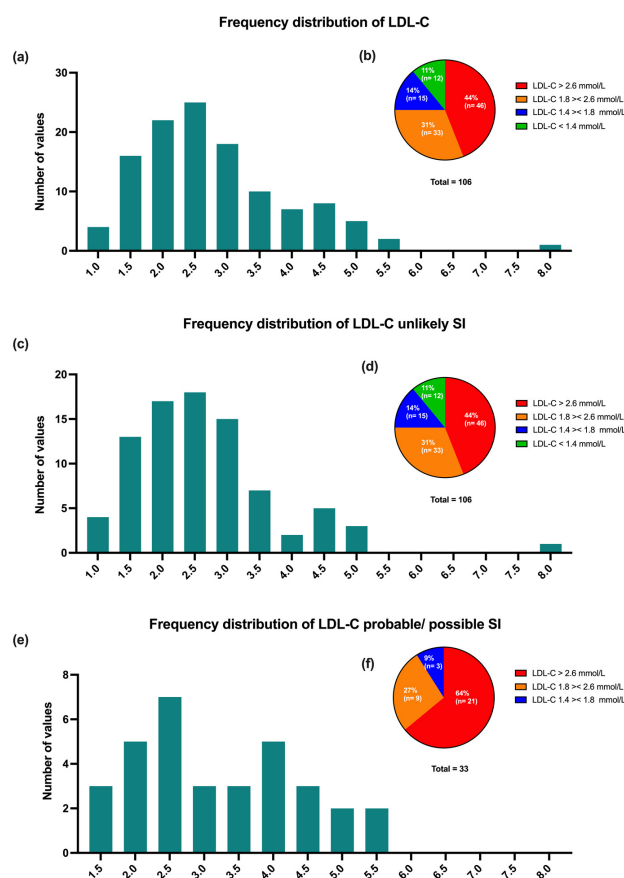 Frequency distribution of LDL-C
(a)
(b)
30
20
10
0
Number of values
1.0 1.5 2.0 2.5 3.0 3.5 4.0 4.5 5.0 5.5 6.0 6.5 7.0 7.5 8.0
11%
(n= 12)
14%
(n= 15)
44%
(n= 46)
31%
(n= 33)
LDL-C > 2.6 mmol/L
LDL-C 1.8 >< 2.6 mmol/L
LDL-C 1.4 >< 1.8 mmol/L
LDL-C < 1.4 mmol/L
Total = 106
Frequency distribution of LDL-C unlikely SI
(c)
(d)
20
15
10
5
0
Number of values
1.0 1.5 2.0 2.5 3.0 3.5 4.0 4.5 5.0 5.5 6.0 6.5 7.0 7.5 8.0
11%
(n= 12)
14%
(n= 15)
44%
(n= 46)
31%
(n= 33)
LDL-C > 2.6 mmol/L
LDL-C 1.8 >< 2.6 mmol/L
LDL-C 1.4 >< 1.8 mmol/L
LDL-C < 1.4 mmol/L
Total = 106
Frequency distribution of LDL-C probable/ possible SI
(e)
(f)
8
6
4
2
0
Number of values
1.5 2.0 2.5 3.0 3.5 4.0 4.5 5.0 5.5 6.0 6.5 7.0 7.5 8.0
9%
(n= 3)
27%
(n= 9)
64%
(n= 21)
LDL-C > 2.6 mmol/L
LDL-C 1.8 >< 2.6 mmol/L
LDL-C 1.4 >< 1.8 mmol/L
Total = 33